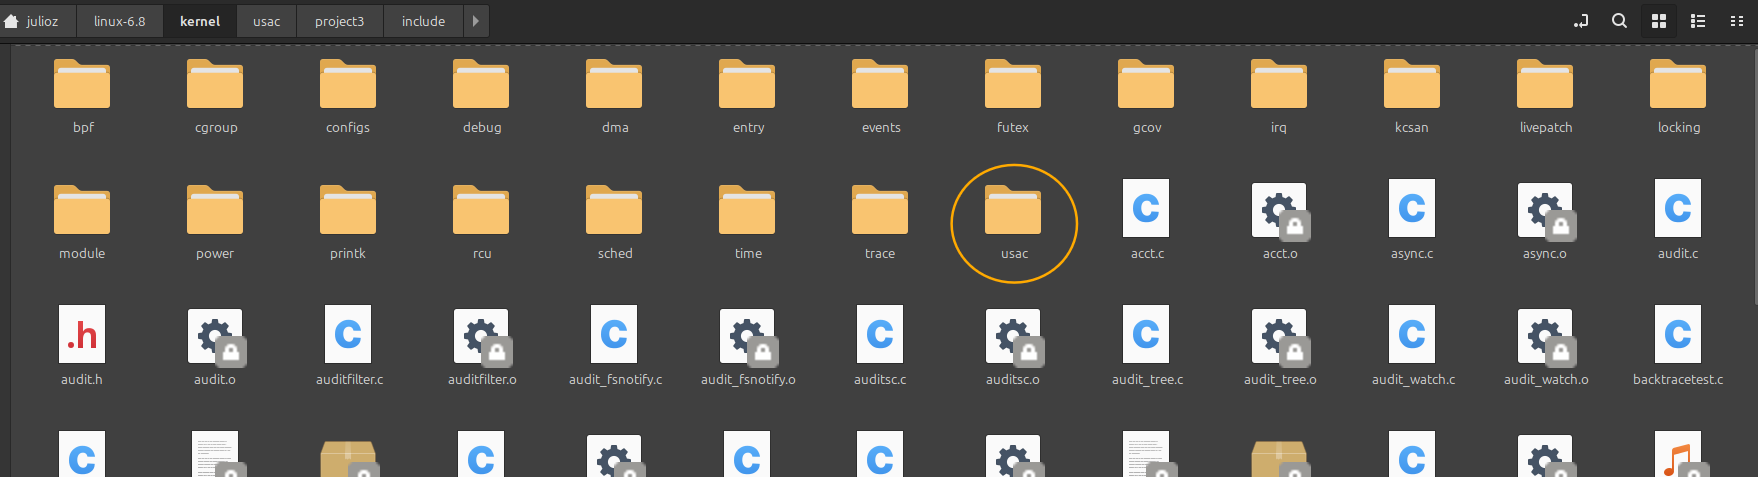 julioz linux-6.8 kernel usac project3 include
bpf cgroup configs debug dma entry events futex gcov irq kcsan livepatch locking
module power printk rcu sched time trace usac acct.c acct.o async.c async.o audit.c
.h
audit.h audit.o auditfilter.c auditfilter.o audit_fsnotify.c audit_fsnotify.o auditsc.c auditsc.o audit_tree.c audit_tree.o audit_watch.c audit_watch.o backtracetest.c